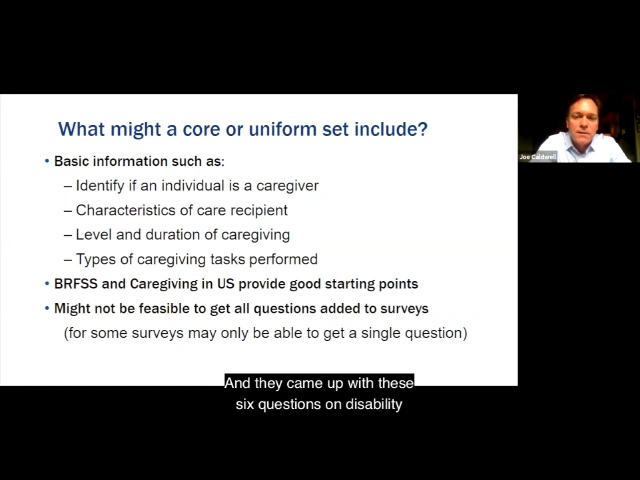 What might a core or uniform set include?
• Basic information such as:
– Identify if an individual is a caregiver
– Characteristics of care recipient
– Level and duration of caregiving
– Types of caregiving tasks performed
• BRFSS and Caregiving in US provide good starting points
• Might not be feasible to get all questions added to surveys
(for some surveys may only be able to get a single question)
Joe Caldwell
And they came up with these
six questions on disability